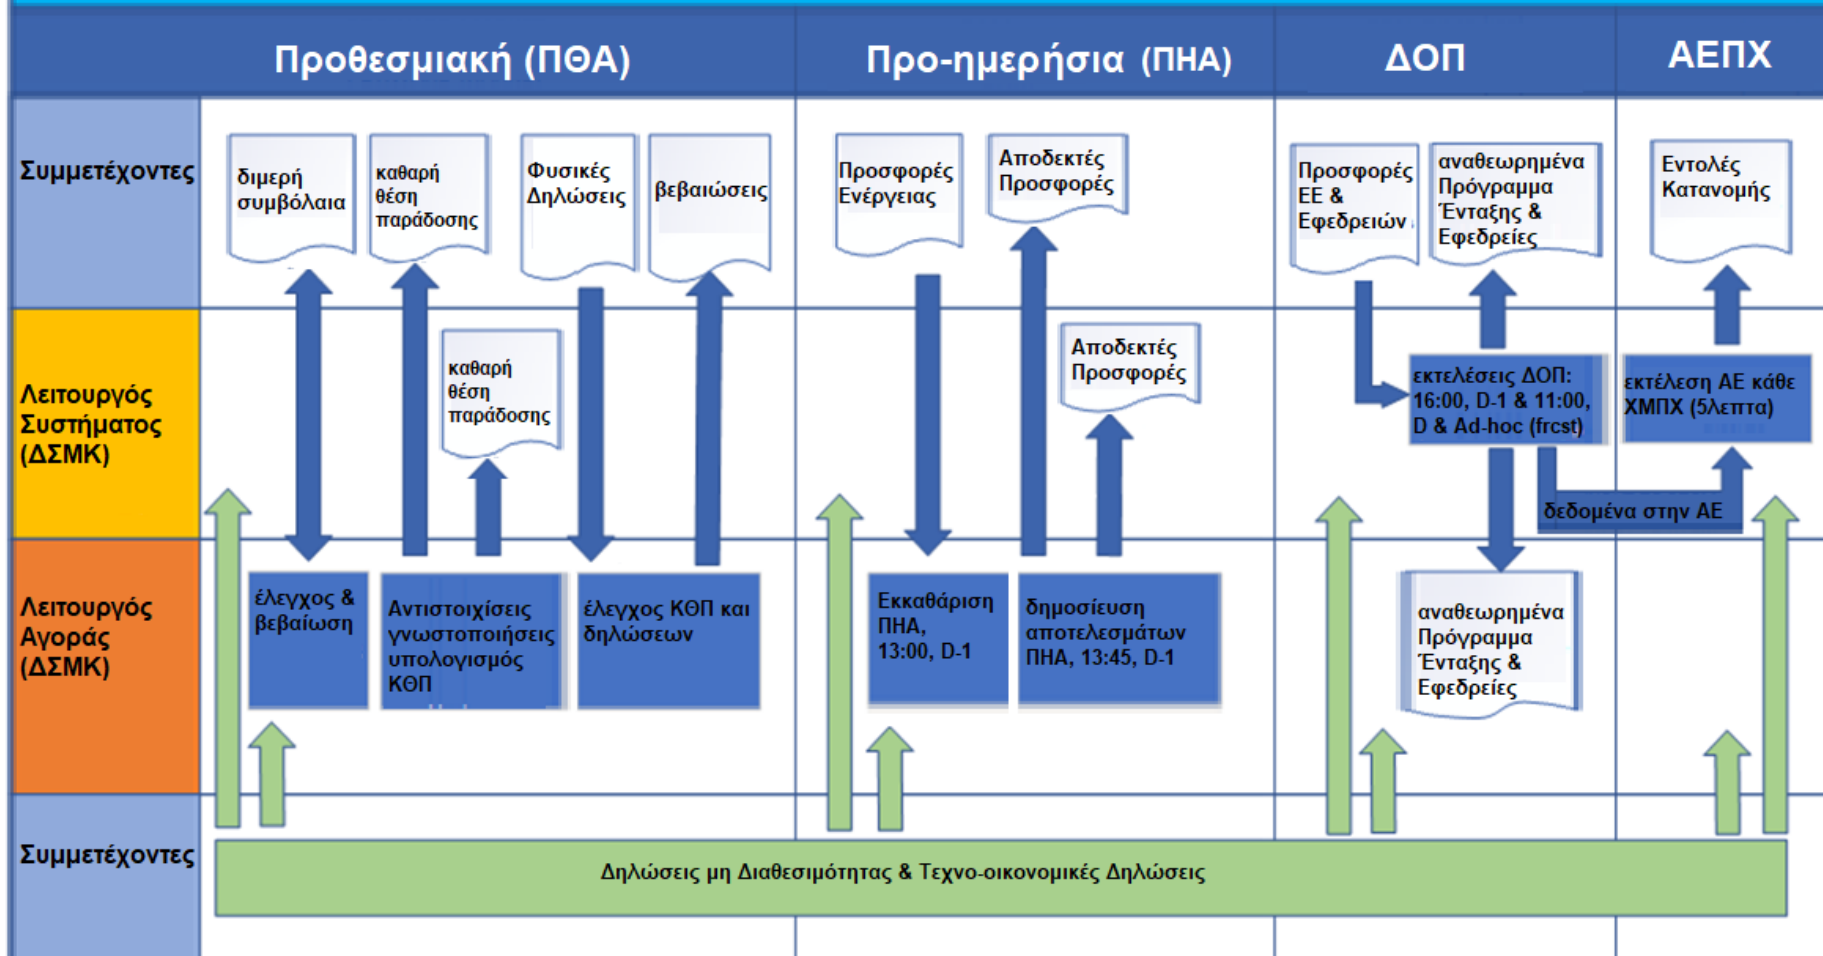 Προθεσμιακή (ΠΘΑ)
Προ-ημερήσια (ΠΗΑ)
ΔΟΠ
ΑΕΠΧ
Συμμετέχοντες
διμερή
συμβόλαια
καθαρή
θέση
παράδοσης
Φυσικές
Δηλώσεις
βεβαιώσεις
Προσφορές
Ενέργειας
Αποδεκτές
Προσφορές
Προσφορές
ΕΕ &
Εφεδρειών
αναθεωρημένα
Πρόγραμμα
Ένταξης &
Εφεδρείες
Εντολές
Κατανομής
Λειτουργός
Συστήματος
(ΔΣΜΚ)
καθαρή
θέση
παράδοσης
Αποδεκτές
Προσφορές
εκτελέσεις ΔΟΠ:
16:00, D-1 & 11:00,
D & Ad-hoc (frcst)
εκτέλεση ΑΕ κάθε
ΧΜΠΧ (5λεπτα)
δεδομένα στην ΑΕ
Λειτουργός
Αγοράς
(ΔΣΜΚ)
έλεγχος &
βεβαίωση
Αντιστοιχίσεις
γνωστοποιήσεις
υπολογισμός
ΚΘΠ
έλεγχος ΚΘΠ και
δηλώσεων
Εκκαθάριση
ΠΗΑ,
13:00, D-1
δημοσίευση
αποτελεσμάτων
ΠΗΑ, 13:45, D-1
αναθεωρημένα
Πρόγραμμα
Ένταξης &
Εφεδρείες
Συμμετέχοντες
Δηλώσεις μη Διαθεσιμότητας & Τεχνο-οικονομικές Δηλώσεις